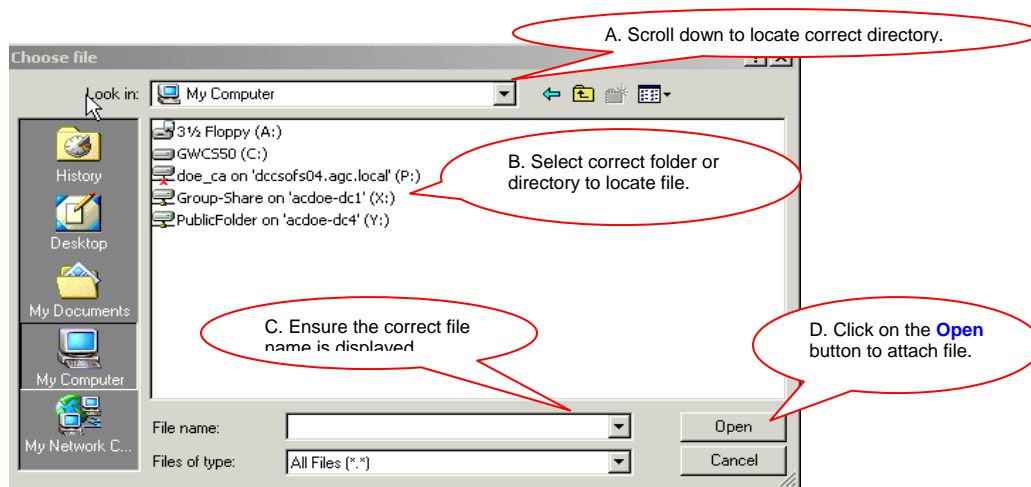 A. Scroll down to locate correct directory.
Choose file
Look in:
My Computer
3½ Floppy (A:)
GWCS50 (C:)
doe_ca on 'dccsofs04.agc.local' (P:)
Group-Share on 'acdoe-dc1' (X:)
PublicFolder on 'acdoe-dc4' (Y:)
B. Select correct folder or
directory to locate file.
History
Desktop
My Documents
My Computer
My Network C...
C. Ensure the correct file
name is displayed
D. Click on the Open
button to attach file.
File name:
Open
Files of type:
All Files (*.*)
Cancel